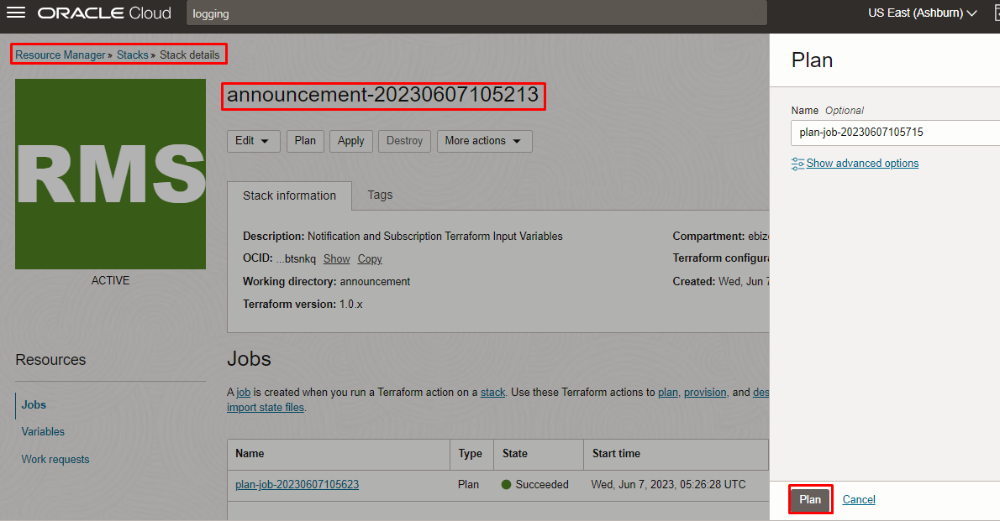 ORACLE Cloud
logging
US East (Ashburn)
Resource Manager » Stacks » Stack details
RMS
ACTIVE
announcement-20230607105213
Edit
Plan
Apply
Destroy
More actions
Stack information
Tags
Description: Notification and Subscription Terraform Input Variables
OCID: ...btsnkq Show Copy
Working directory: announcement
Terraform version: 1.0.x
Compartment: ebiz
Terraform configura
Created: Wed, Jun 7
Resources
Jobs
Variables
Work requests
Jobs
A job is created when you run a Terraform action on a stack. Use these Terraform actions to plan, provision, and des
import state files.
Name Type State Start time
plan-job-20230607105623 Plan Succeeded Wed, Jun 7, 2023, 05:26:28 UTC
Plan
Name Optional
plan-job-20230607105715
Show advanced options
Plan
Cancel